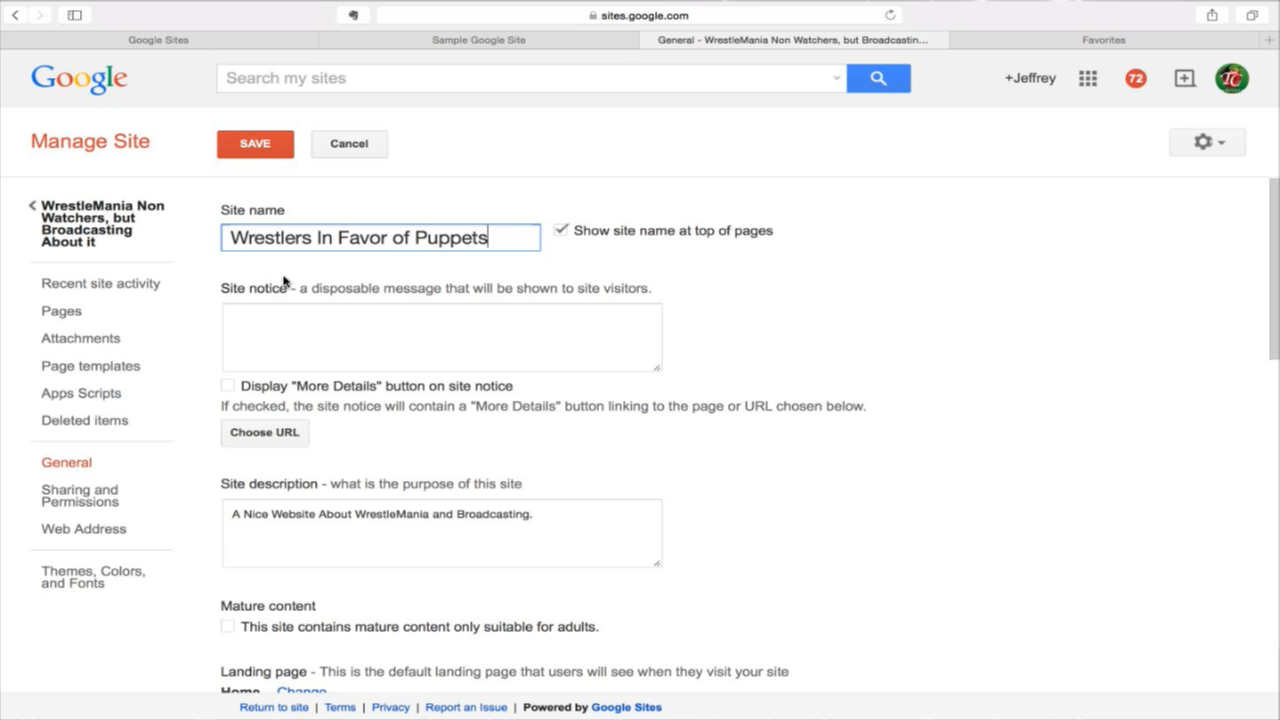 sites.google.com
Google Sites
Sample Google Site
General - WrestleMania Non Watchers, but Broadcastin...
Favorites
Google
Search my sites
+Jeffrey
72
TC
Manage Site
SAVE
Cancel
WrestleMania Non
Watchers, but
Broadcasting
About it
Recent site activity
Pages
Attachments
Page templates
Apps Scripts
Deleted items
General
Sharing and
Permissions
Web Address
Themes, Colors,
and Fonts
Site name
Wrestlers In Favor of Puppets
Show site name at top of pages
Site notice - a disposable message that will be shown to site visitors.
Display "More Details" button on site notice
If checked, the site notice will contain a "More Details" button linking to the page or URL chosen below.
Choose URL
Site description - what is the purpose of this site
A Nice Website About WrestleMania and Broadcasting.
Mature content
This site contains mature content only suitable for adults.
Landing page - This is the default landing page that users will see when they visit your site
Home Change
Return to site | Terms | Privacy | Report an Issue | Powered by Google Sites